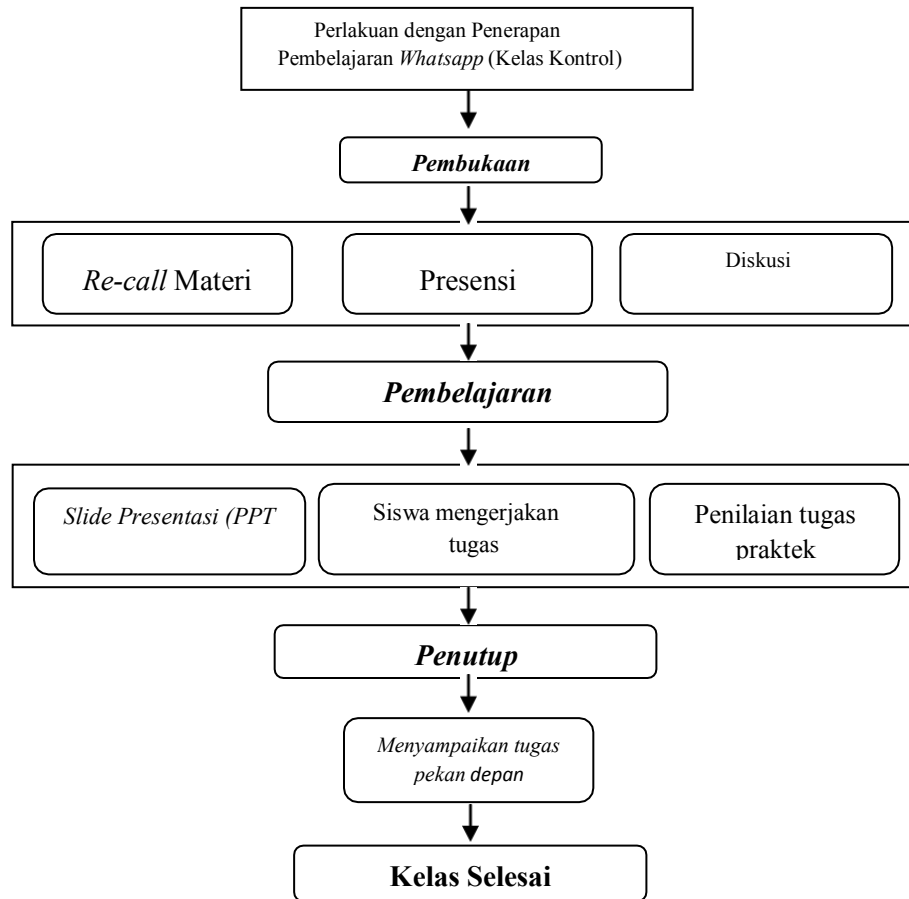 Perlakuan dengan Penerapan
Pembelajaran Whatsapp (Kelas Kontrol)
Pembukaan
Re-call Materi
Presensi
Diskusi
Pembelajaran
Slide Presentasi (PPT
Siswa mengerjakan
tugas
Penilaian tugas
praktek
Penutup
Menyampaikan tugas
pekan depan
Kelas Selesai